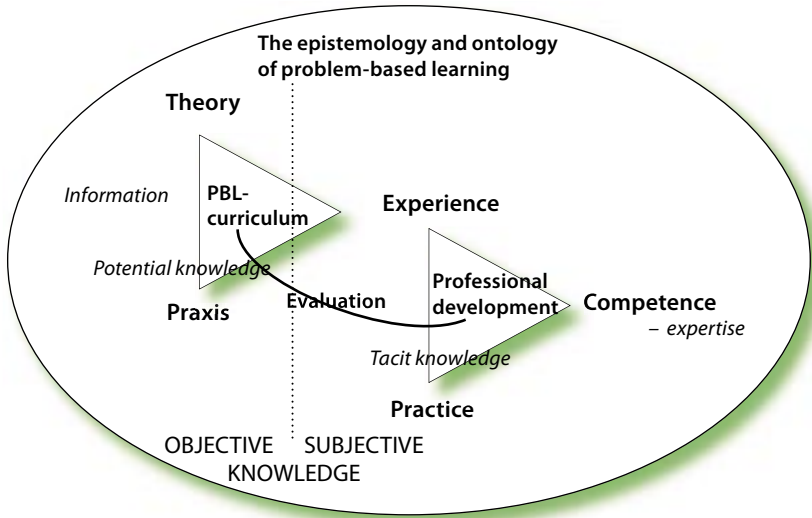 The epistemology and ontology
of problem-based learning
Theory
Information
PBL-
curriculum
Experience
Potential knowledge
Praxis
Evaluation
Professional
development
Competence
– expertise
Tacit knowledge
Practice
OBJECTIVE SUBJECTIVE
KNOWLEDGE